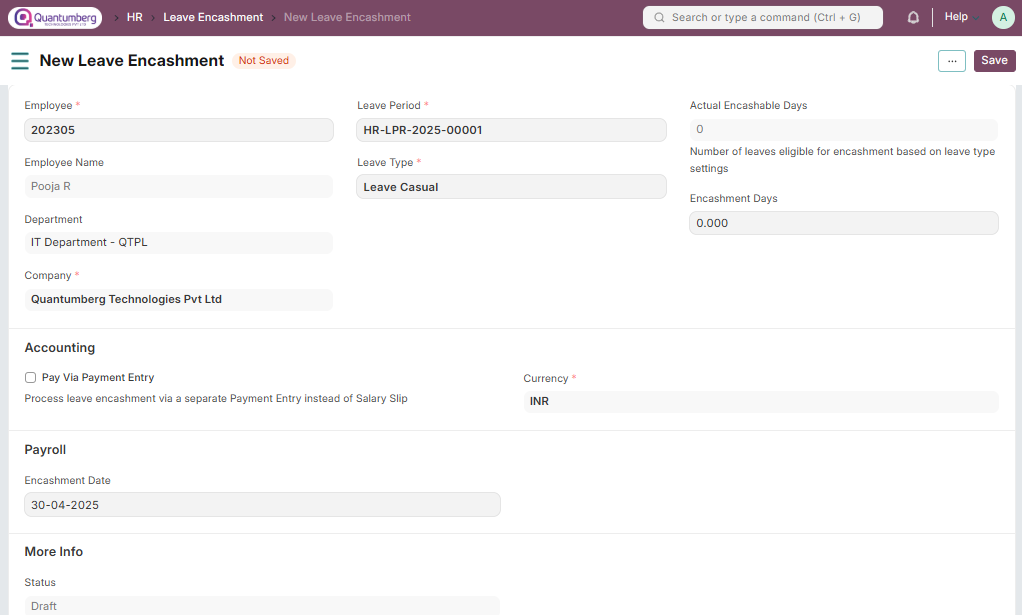 Quantumberg
TECHNOLOGIES PVT LTD
HR
Leave Encashment
New Leave Encashment
Search or type a command (Ctrl + G)
Help
A
New Leave Encashment
Not Saved
...
Save
Employee *
202305
Employee Name
Pooja R
Department
IT Department - QTPL
Company *
Quantumberg Technologies Pvt Ltd
Leave Period *
HR-LPR-2025-00001
Leave Type *
Leave Casual
Actual Encashable Days
0
Number of leaves eligible for encashment based on leave type
settings
Encashment Days
0.000
Accounting
Pay Via Payment Entry
Process leave encashment via a separate Payment Entry instead of Salary Slip
Currency *
INR
Payroll
Encashment Date
30-04-2025
More Info
Status
Draft